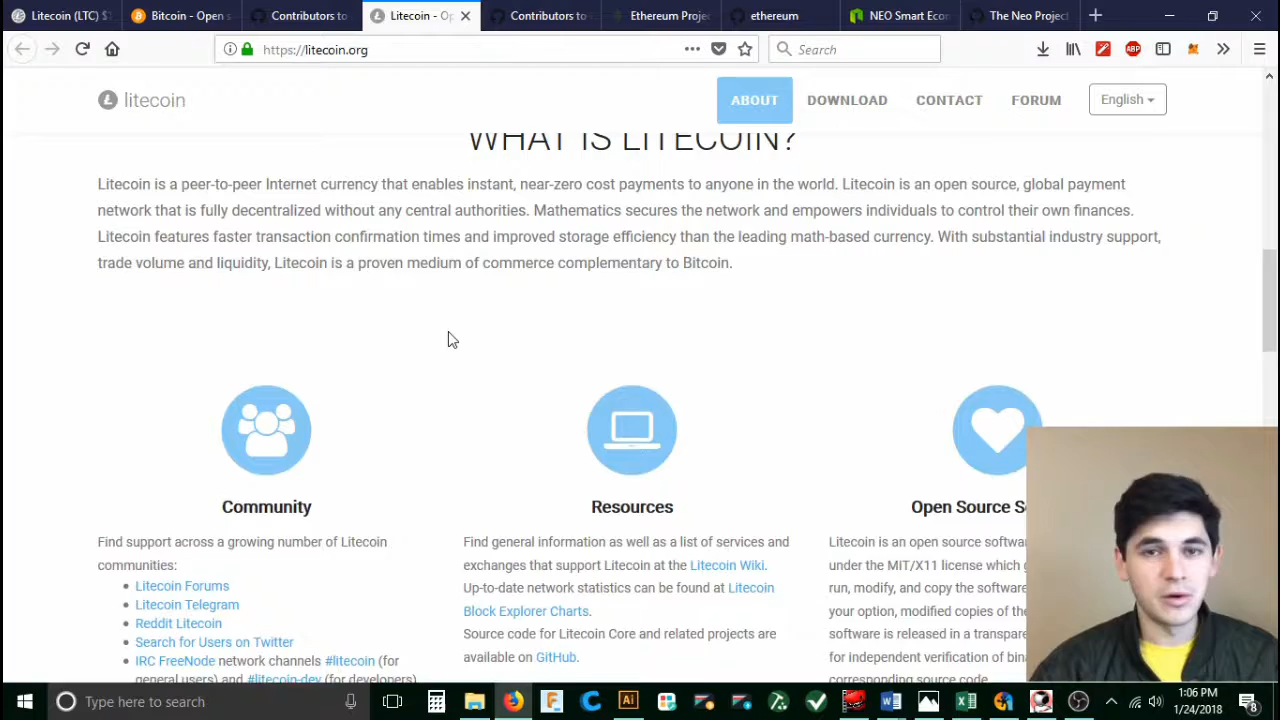 Litecoin (LTC) $
Bitcoin - Open s
Contributors to
Litecoin - Op
Contributors to
Ethereum Proje
ethereum
NEO Smart Econ
The Neo Project
https://litecoin.org
Search
litecoin
ABOUT
DOWNLOAD
CONTACT
FORUM
English
WHAT IS LITECOIN?
Litecoin is a peer-to-peer Internet currency that enables instant, near-zero cost payments to anyone in the world. Litecoin is an open source, global payment
network that is fully decentralized without any central authorities. Mathematics secures the network and empowers individuals to control their own finances.
Litecoin features faster transaction confirmation times and improved storage efficiency than the leading math-based currency. With substantial industry support,
trade volume and liquidity, Litecoin is a proven medium of commerce complementary to Bitcoin.
Community
Find support across a growing number of Litecoin
communities:
Litecoin Forums
Litecoin Telegram
Reddit Litecoin
Search for Users on Twitter
IRC FreeNode network channels #litecoin (for
general users) and #litecoin-dev (for developers)
Resources
Find general information as well as a list of services and
exchanges that support Litecoin at the Litecoin Wiki.
Up-to-date network statistics can be found at Litecoin
Block Explorer Charts.
Source code for Litecoin Core and related projects are
available on GitHub.
Open Source S
Litecoin is an open source softwa
under the MIT/X11 license which g
run, modify, and copy the software
your option, modified copies of the
software is released in a transpare
for independent verification of bina
corresponding source code.
Type here to search
1:06 PM
1/24/2018
8
ABP